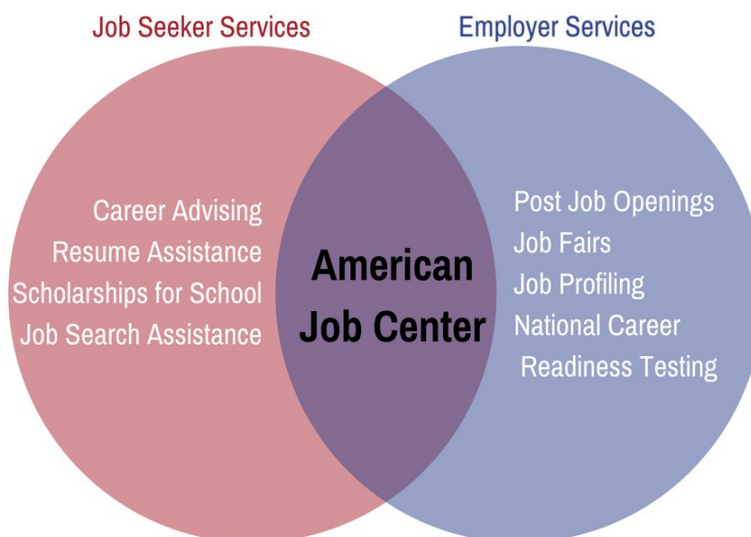 Job Seeker Services
Employer Services
Career Advising
Resume Assistance
Scholarships for School
Job Search Assistance
American
Job Center
Post Job Openings
Job Fairs
Job Profiling
National Career
Readiness Testing